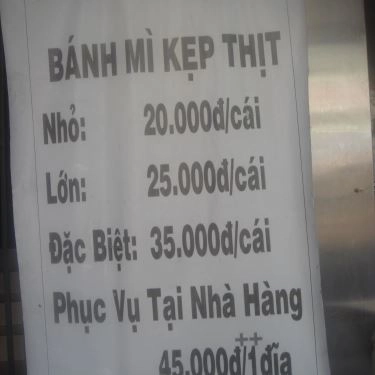 BÁNH MÌ KẸP THỊT
Nhỏ: 20.000đ/cái
Lớn: 25.000đ/cái
Đặc Biệt: 35.000đ/cái
Phục Vụ Tại Nhà Hàng
++
45.000đ/1đĩa